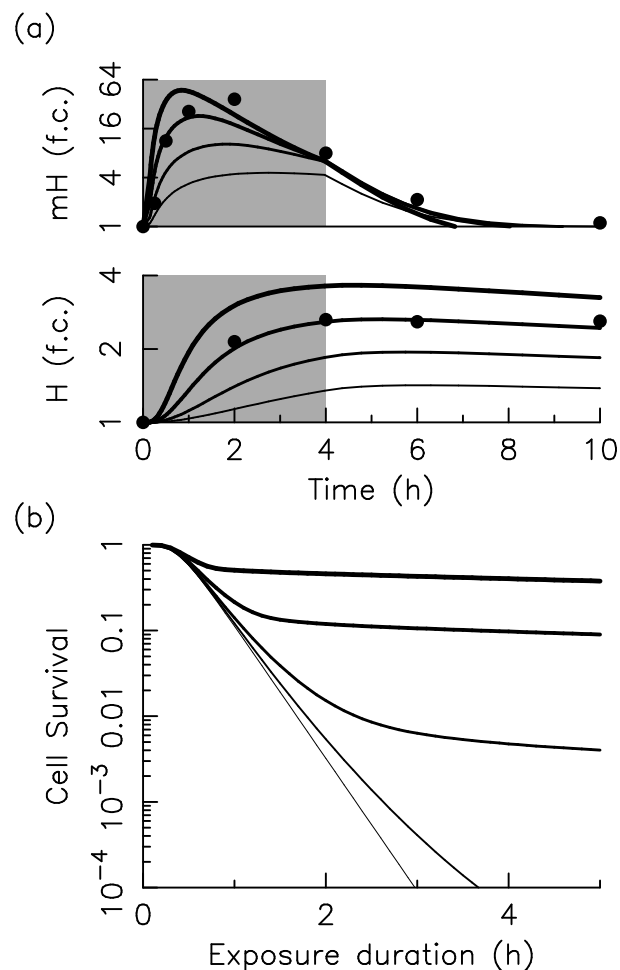 (a)
mH (f.c.)
64
16
4
1
H (f.c.)
4
2
1
0 2 4 6 8 10
Time (h)
(b)
Cell Survival
1
0.1
0.01
10⁻³
10⁻⁴
0 2 4
Exposure duration (h)